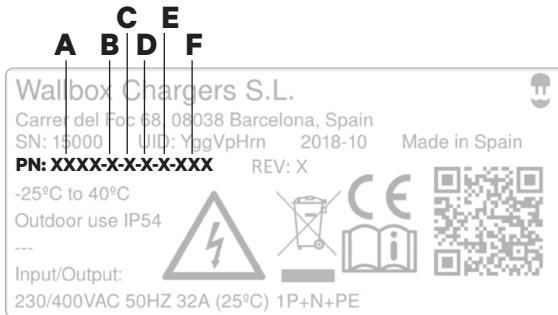 C E
A B D F
Wallbox Chargers S.L.
Carrer del Foc 68, 08038 Barcelona, Spain
SN: 15000 UID: YggVpHrn 2018-10 Made in Spain
PN: XXXX-X-X-X-X-XXX REV: X
-25ºC to 40ºC
Outdoor use IP54
---
Input/Output:
230/400VAC 50HZ 32A (25ºC) 1P+N+PE
CE
i